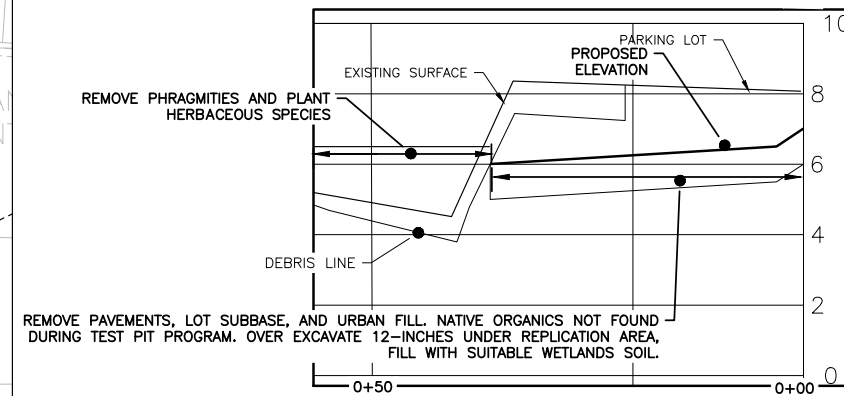 10
PARKING LOT
PROPOSED
ELEVATION
EXISTING SURFACE
8
REMOVE PHRAGMITIES AND PLANT
HERBACEOUS SPECIES
6
4
DEBRIS LINE
2
REMOVE PAVEMENTS, LOT SUBBASE, AND URBAN FILL. NATIVE ORGANICS NOT FOUND
DURING TEST PIT PROGRAM. OVER EXCAVATE 12-INCHES UNDER REPLICATION AREA,
FILL WITH SUITABLE WETLANDS SOIL.
0
0+50
0+00